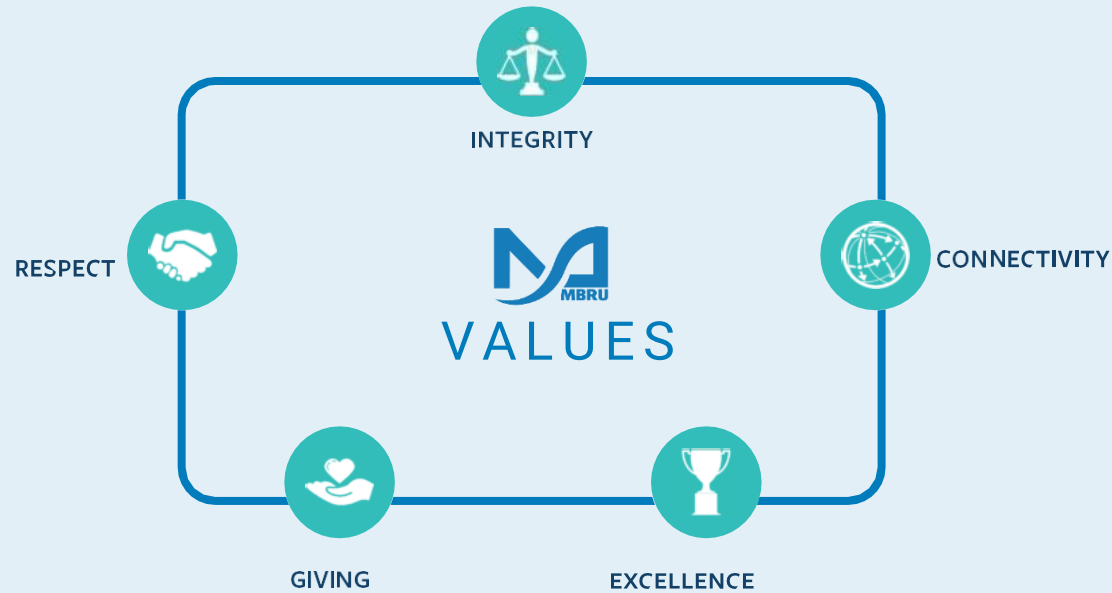 INTEGRITY
RESPECT
CONNECTIVITY
MBRU
VALUES
GIVING
EXCELLENCE